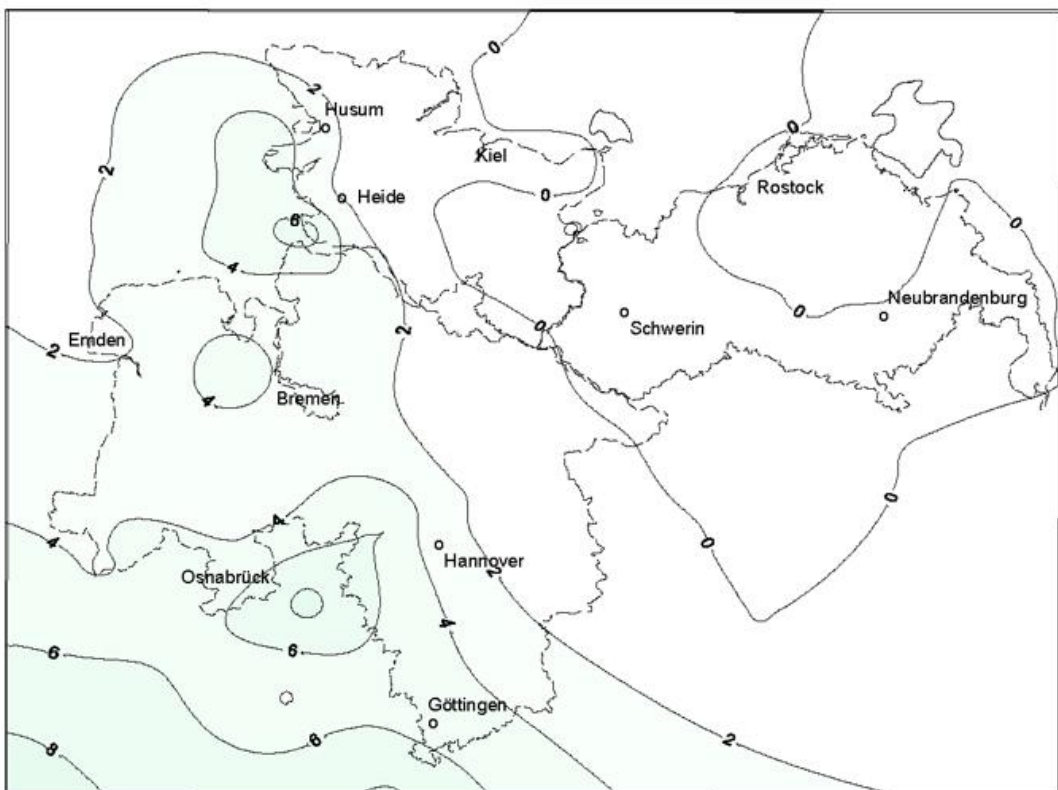 0
2
Husum
0
Kiel
2
Heide
0
Rostock
0
6
4
Neubrandenburg
0
2
0
Schwerin
Emden
2
4
Bremen
0
4
4
Hannover
0
2
Osnabrück
4
6
6
Göttingen
6
2
8